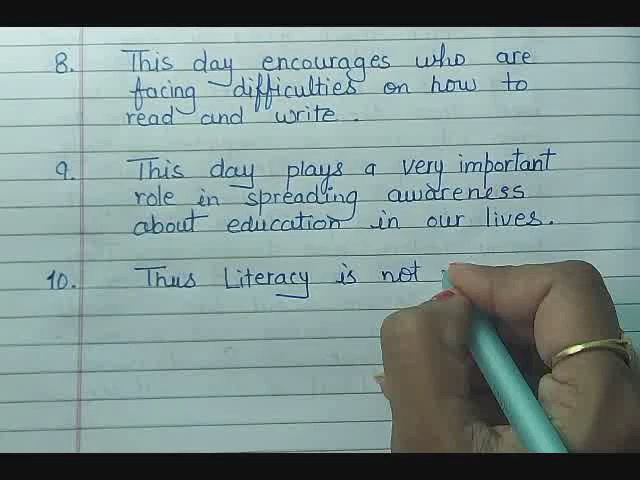 8. This day encourages who are
facing difficulties on how to
read and write.
9. This day plays a very important
role in spreading awareness
about education in our lives.
10. Thus Literacy is not